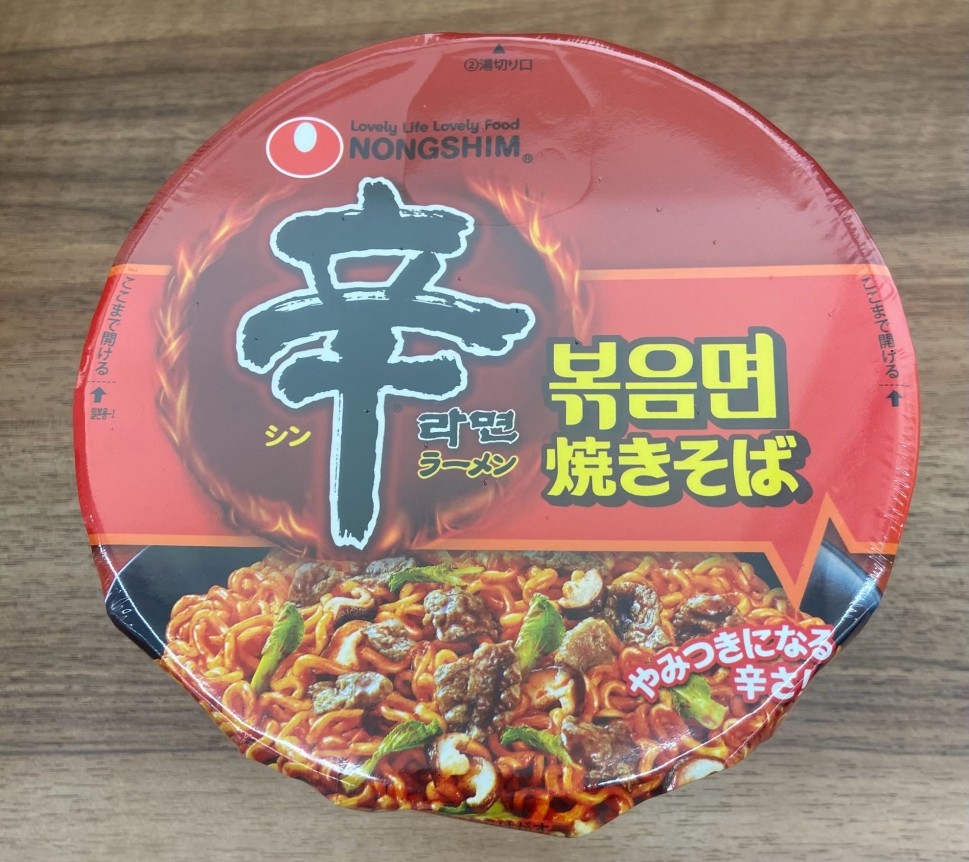 ②湯切り口
Lovely Life Lovely Food
NONGSHIM®
辛
シン
라면
ラーメン
볶음면
焼きそば
ここまで開ける
ここまで開ける
やみつきになる
辛さ!